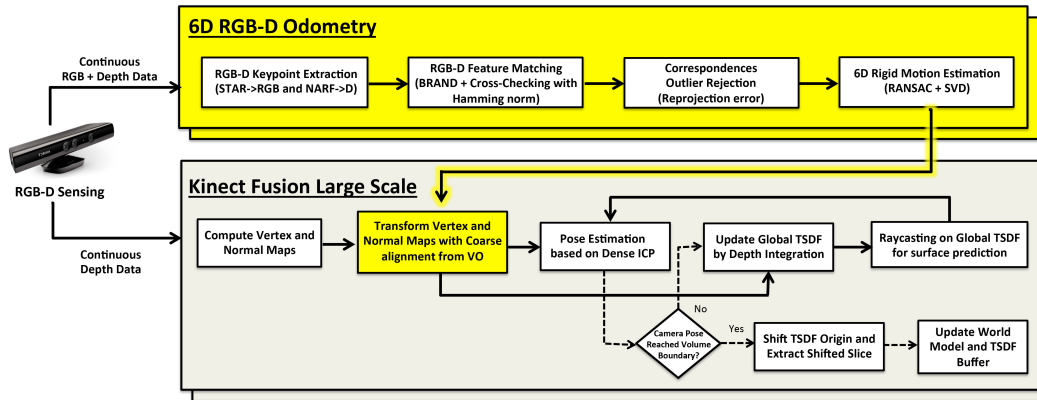 6D RGB-D Odometry
Continuous
RGB + Depth Data
RGB-D Keypoint Extraction
(STAR->RGB and NARF->D)
RGB-D Feature Matching
(BRAND + Cross-Checking with
Hamming norm)
Correspondences
Outlier Rejection
(Reprojection error)
6D Rigid Motion Estimation
(RANSAC + SVD)
RGB-D Sensing
Continuous
Depth Data
Kinect Fusion Large Scale
Compute Vertex and
Normal Maps
Transform Vertex and
Normal Maps with Coarse
alignment from VO
Pose Estimation
based on Dense ICP
Update Global TSDF
by Depth Integration
Raycasting on Global TSDF
for surface prediction
No
Camera Pose
Reached Volume
Boundary?
Yes
Shift TSDF Origin and
Extract Shifted Slice
Update World
Model and TSDF
Buffer